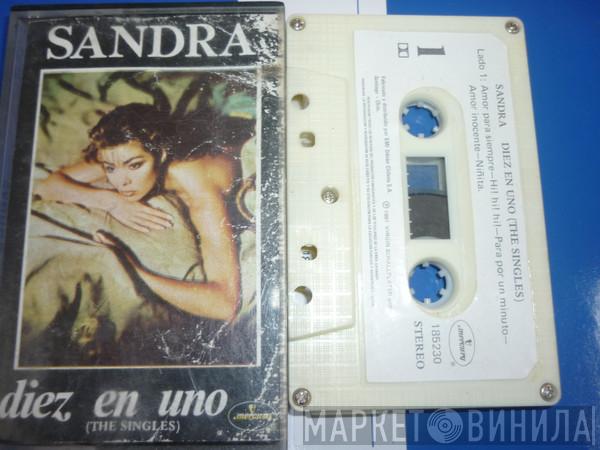 SANDRA
diez en uno
(THE SINGLES)
mercury
1
SANDRA DIEZ EN UNO (THE SINGLES)
Lado 1: Amor para siempre—Hi! hi! hi!—Para por un minuto—
Amor inocente—Niñita.
185230
STEREO
mercury
МАРКЕТ ВИНИЛА